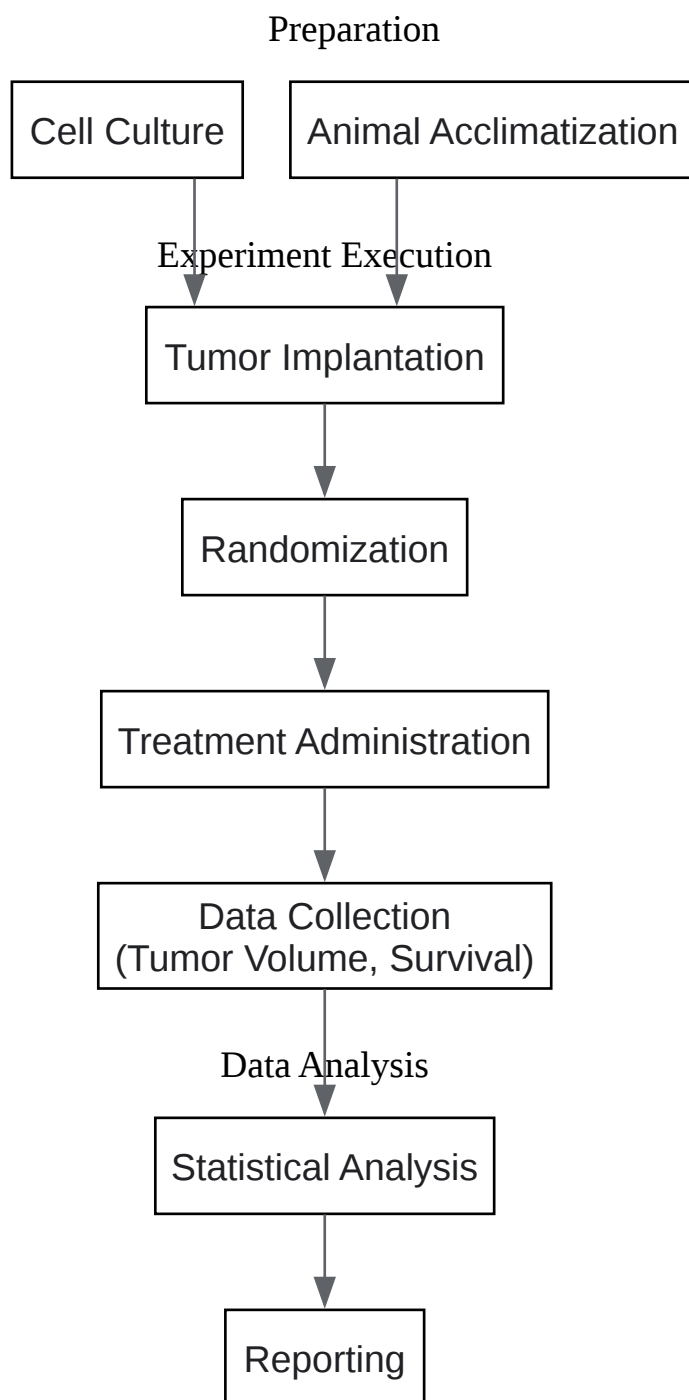 Preparation
Cell Culture
Animal Acclimatization
Experiment Execution
Tumor Implantation
Randomization
Treatment Administration
Data Collection
(Tumor Volume, Survival)
Data Analysis
Statistical Analysis
Reporting